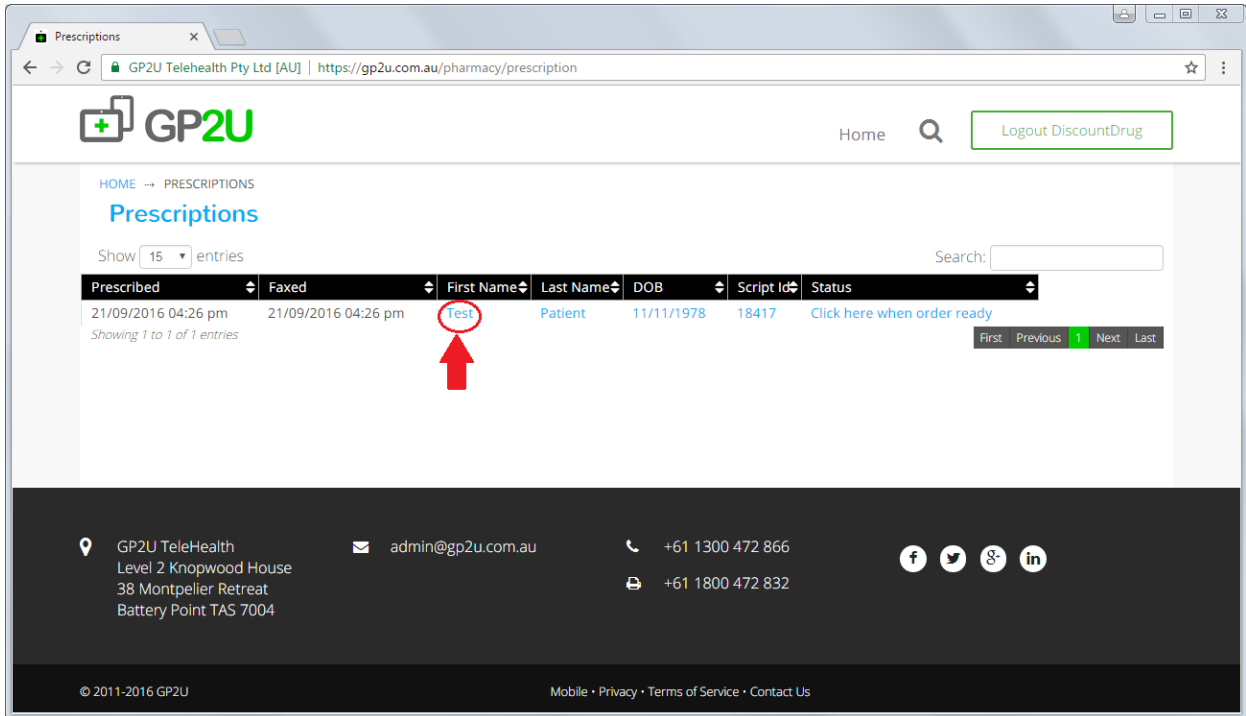 Prescriptions
GP2U Telehealth Pty Ltd [AU] | https://gp2u.com.au/pharmacy/prescription
GP2U
Home
Logout DiscountDrug
HOME → PRESCRIPTIONS
Prescriptions
Show 15 entries
Search:
Prescribed Faxed First Name Last Name DOB Script Id Status
21/09/2016 04:26 pm 21/09/2016 04:26 pm Test Patient 11/11/1978 18417 Click here when order ready
Showing 1 to 1 of 1 entries
First Previous 1 Next Last
GP2U TeleHealth
Level 2 Knopwood House
38 Montpelier Retreat
Battery Point TAS 7004
admin@gp2u.com.au
+61 1300 472 866
+61 1800 472 832
f g+ in
© 2011-2016 GP2U
Mobile • Privacy • Terms of Service • Contact Us